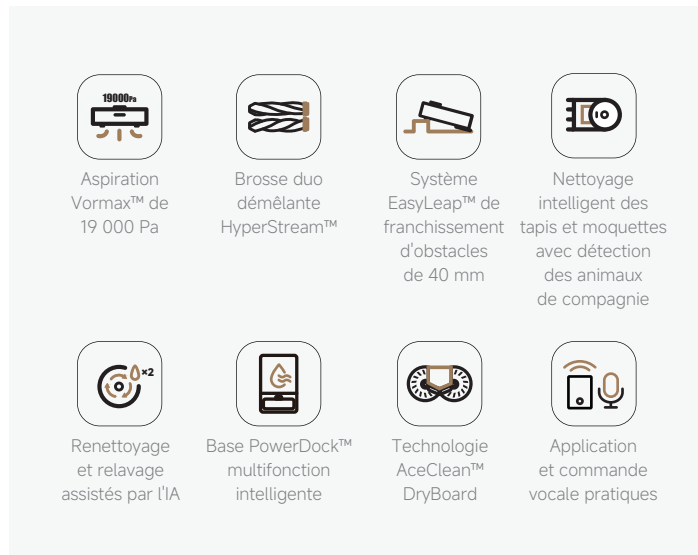 19000Pa
Aspiration
Vormax™ de
19 000 Pa
Brosse duo
démêlante
HyperStream™
Système
EasyLeap™ de
franchissement
d'obstacles
de 40 mm
Nettoyage
intelligent des
tapis et moquettes
avec détection
des animaux
de compagnie
×2
Renettoyage
et relavage
assistés par l'IA
Base PowerDock™
multifonction
intelligente
Technologie
AceClean™
DryBoard
Application
et commande
vocale pratiques